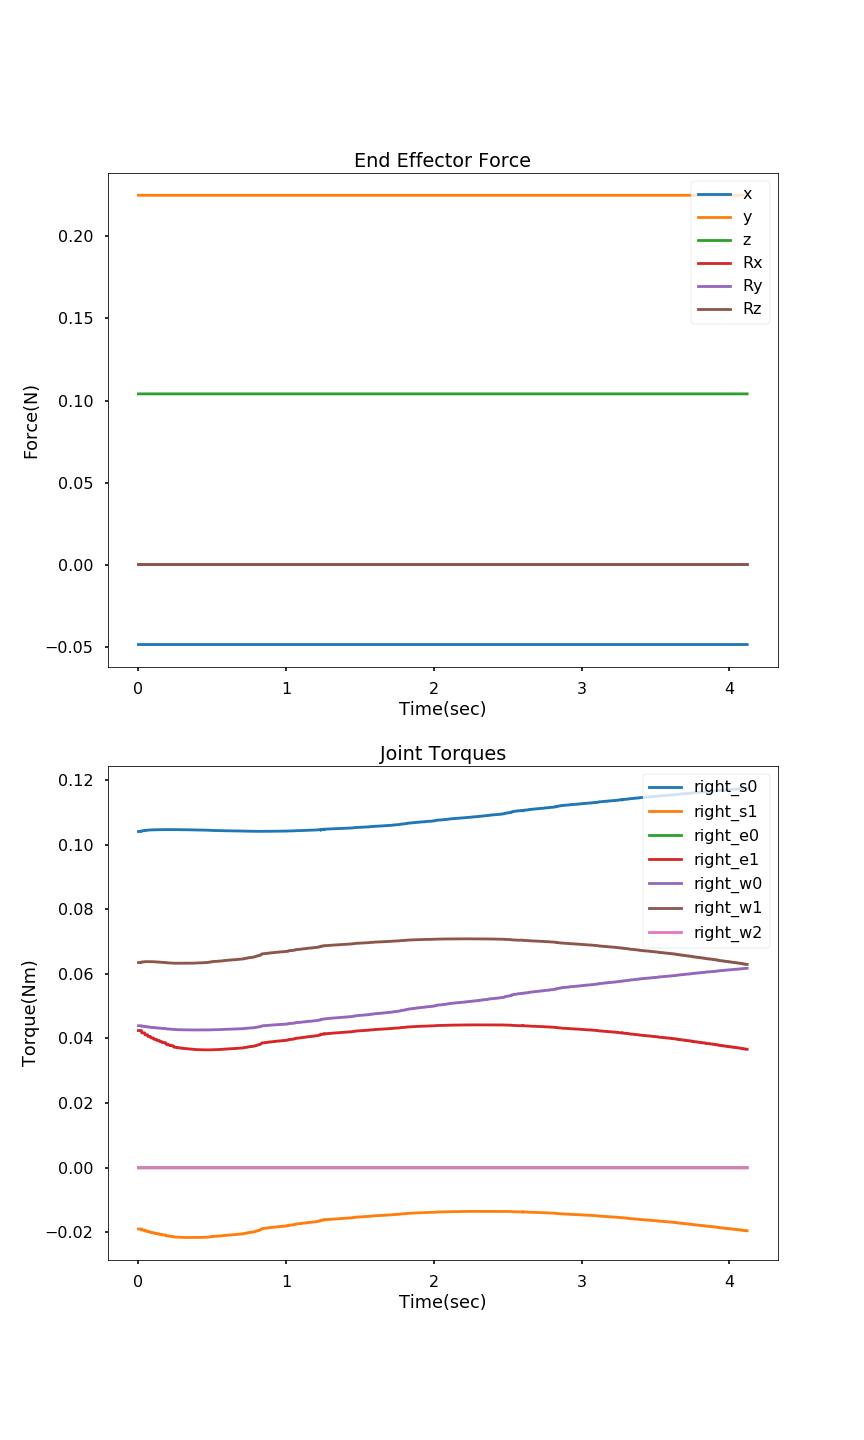 End Effector Force
x
y
z
Rx
Ry
Rz
0.20
0.15
0.10
0.05
0.00
−0.05
Force(N)
0 1 2 3 4
Time(sec)
Joint Torques
right_s0
right_s1
right_e0
right_e1
right_w0
right_w1
right_w2
0.12
0.10
0.08
0.06
0.04
0.02
0.00
−0.02
Torque(Nm)
0 1 2 3 4
Time(sec)